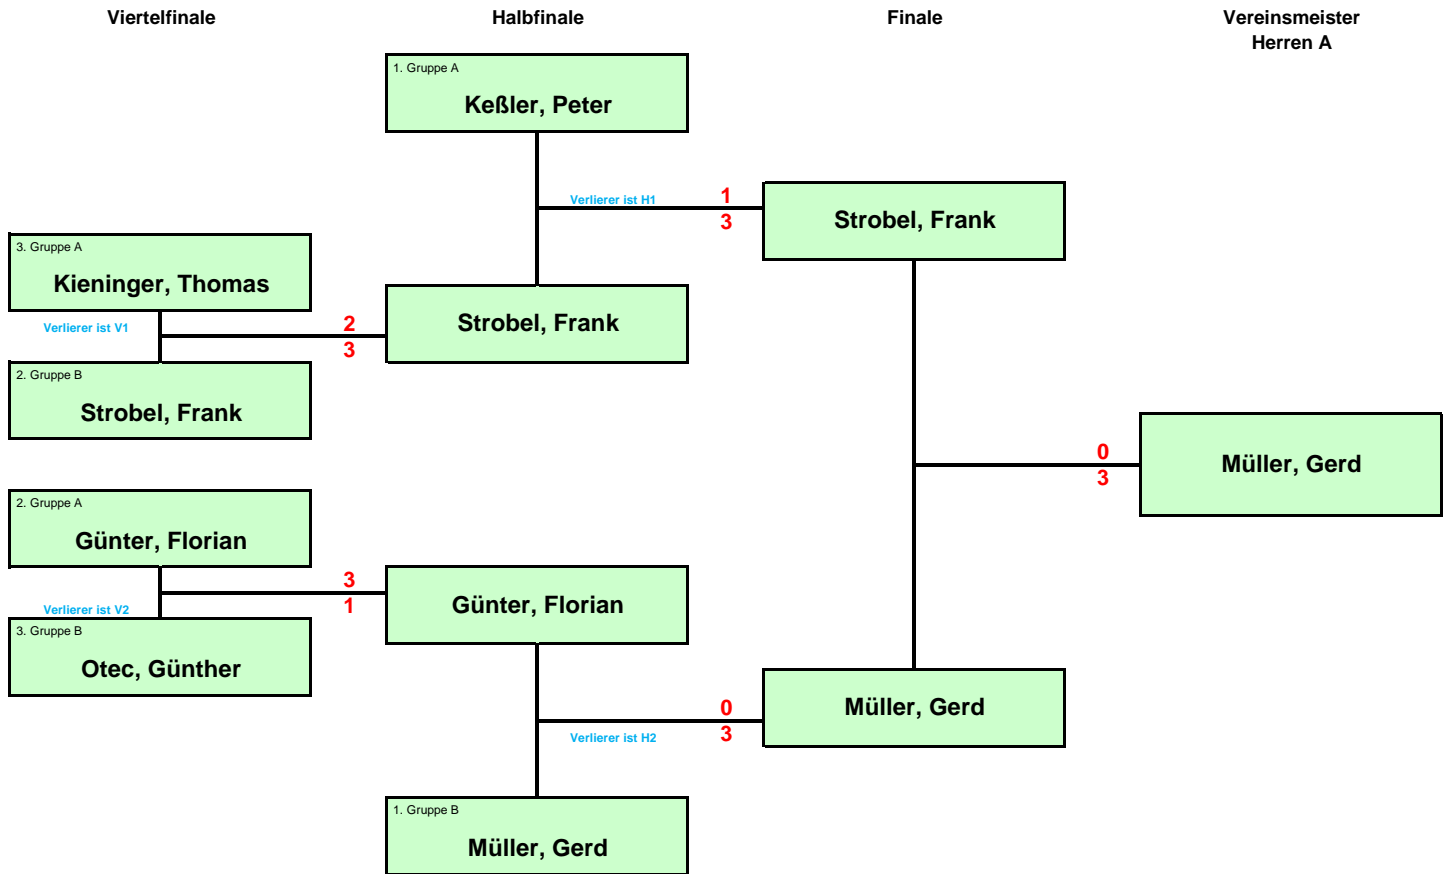 Viertelfinale
Halbfinale
Finale
Vereinsmeister
Herren A
1. Gruppe A
Keßler, Peter
Verlierer ist H1
1
3
Strobel, Frank
3. Gruppe A
Kieninger, Thomas
Verlierer ist V1
2
3
Strobel, Frank
2. Gruppe B
Strobel, Frank
0
3
Müller, Gerd
2. Gruppe A
Günter, Florian
Verlierer ist V2
3
1
Günter, Florian
3. Gruppe B
Otec, Günther
Verlierer ist H2
0
3
Müller, Gerd
1. Gruppe B
Müller, Gerd